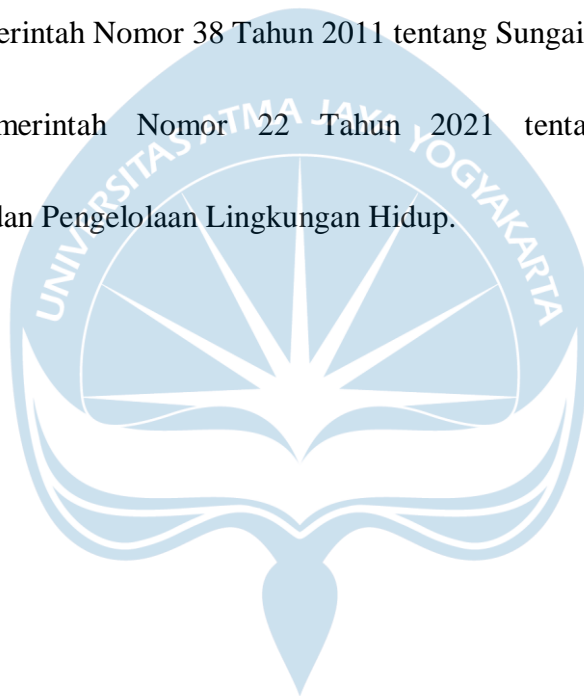 erintah Nomor 38 Tahun 2011 tentang Sungai
merintah Nomor 22 Tahun 2021 tenta
dan Pengelolaan Lingkungan Hidup.
UNIVERSITAS ATMA JAYA YOGYAKARTA